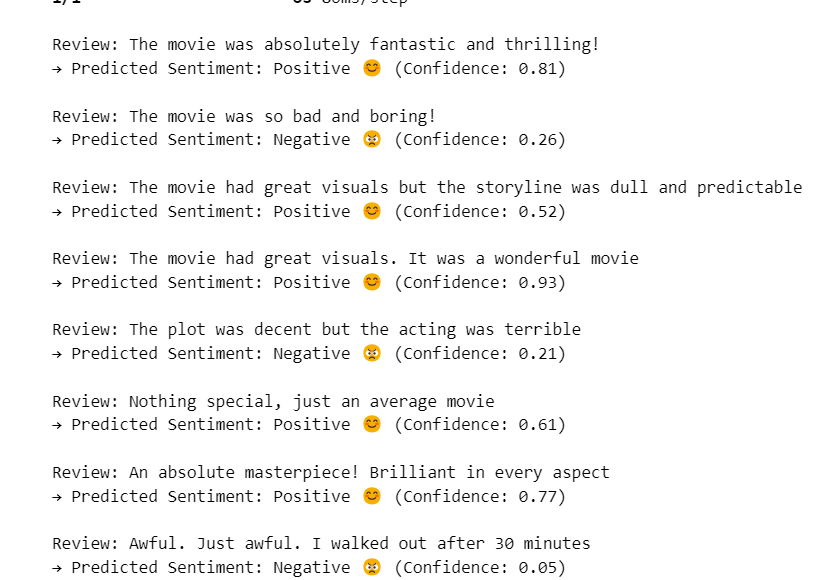 Review: The movie was absolutely fantastic and thrilling!
→ Predicted Sentiment: Positive 😊 (Confidence: 0.81)
Review: The movie was so bad and boring!
→ Predicted Sentiment: Negative 😡 (Confidence: 0.26)
Review: The movie had great visuals but the storyline was dull and predictable
→ Predicted Sentiment: Positive 😊 (Confidence: 0.52)
Review: The movie had great visuals. It was a wonderful movie
→ Predicted Sentiment: Positive 😊 (Confidence: 0.93)
Review: The plot was decent but the acting was terrible
→ Predicted Sentiment: Negative 😡 (Confidence: 0.21)
Review: Nothing special, just an average movie
→ Predicted Sentiment: Positive 😊 (Confidence: 0.61)
Review: An absolute masterpiece! Brilliant in every aspect
→ Predicted Sentiment: Positive 😊 (Confidence: 0.77)
Review: Awful. Just awful. I walked out after 30 minutes
→ Predicted Sentiment: Negative 😡 (Confidence: 0.05)